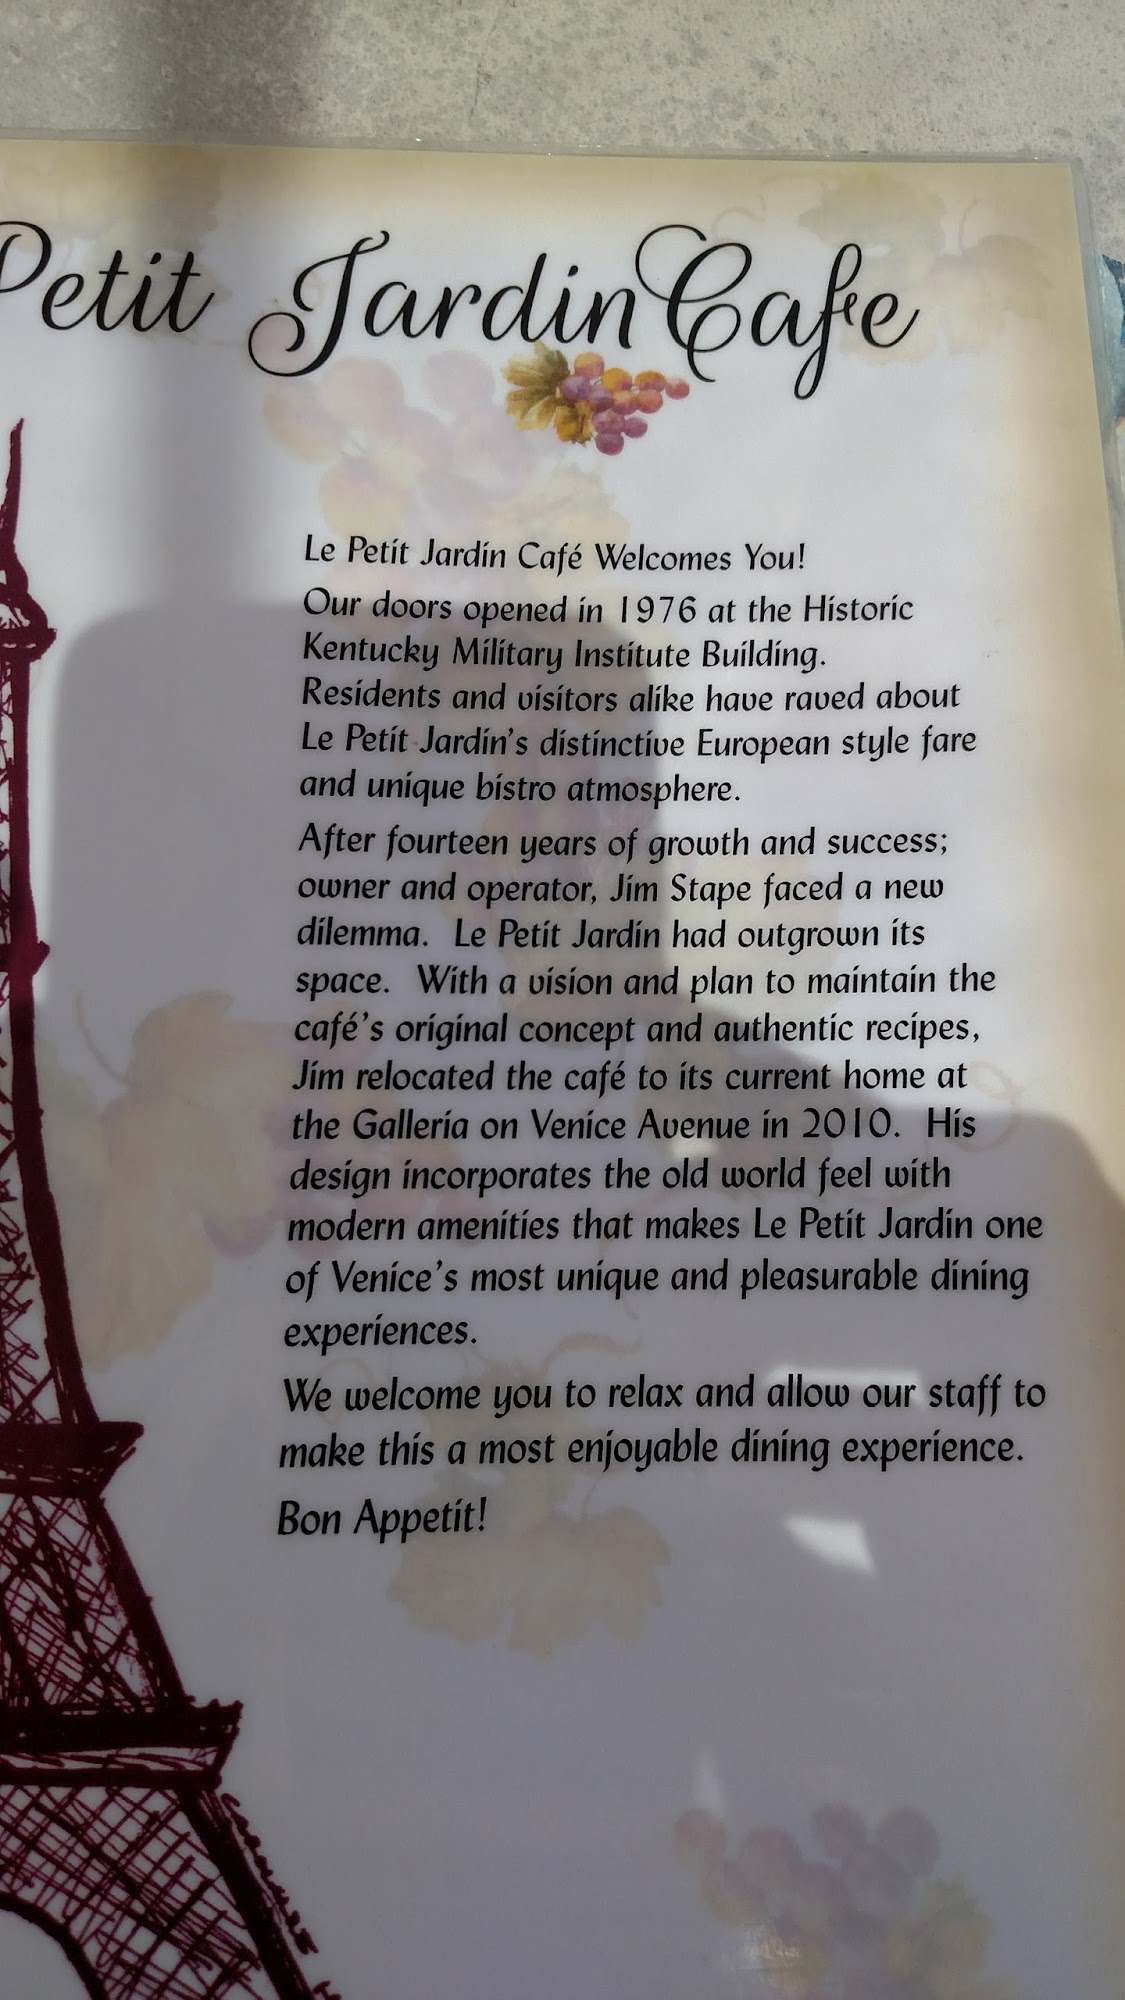 Petit Jardin Cafe
Le Petit Jardin Café Welcomes You!
Our doors opened in 1976 at the Historic
Kentucky Military Institute Building.
Residents and visitors alike have raved about
Le Petit Jardin's distinctive European style fare
and unique bistro atmosphere.
After fourteen years of growth and success;
owner and operator, Jim Stape faced a new
dilemma.  Le Petit Jardin had outgrown its
space.  With a vision and plan to maintain the
café's original concept and authentic recipes,
Jim relocated the café to its current home at
the Galleria on Venice Avenue in 2010.  His
design incorporates the old world feel with
modern amenities that makes Le Petit Jardin one
of Venice's most unique and pleasurable dining
experiences.
We welcome you to relax and allow our staff to
make this a most enjoyable dining experience.
Bon Appetit!